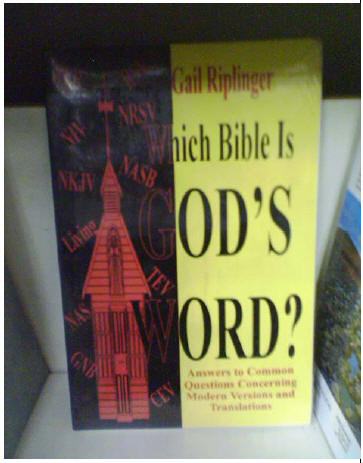 Gail Riplinger
NRSV
NIV
Which Bible Is
NASB
NKJV
GOD'S
Living
TEV
NAS
WORD?
GNB
CEV
Answers to Common
Questions Concerning
Modern Versions and
Translations